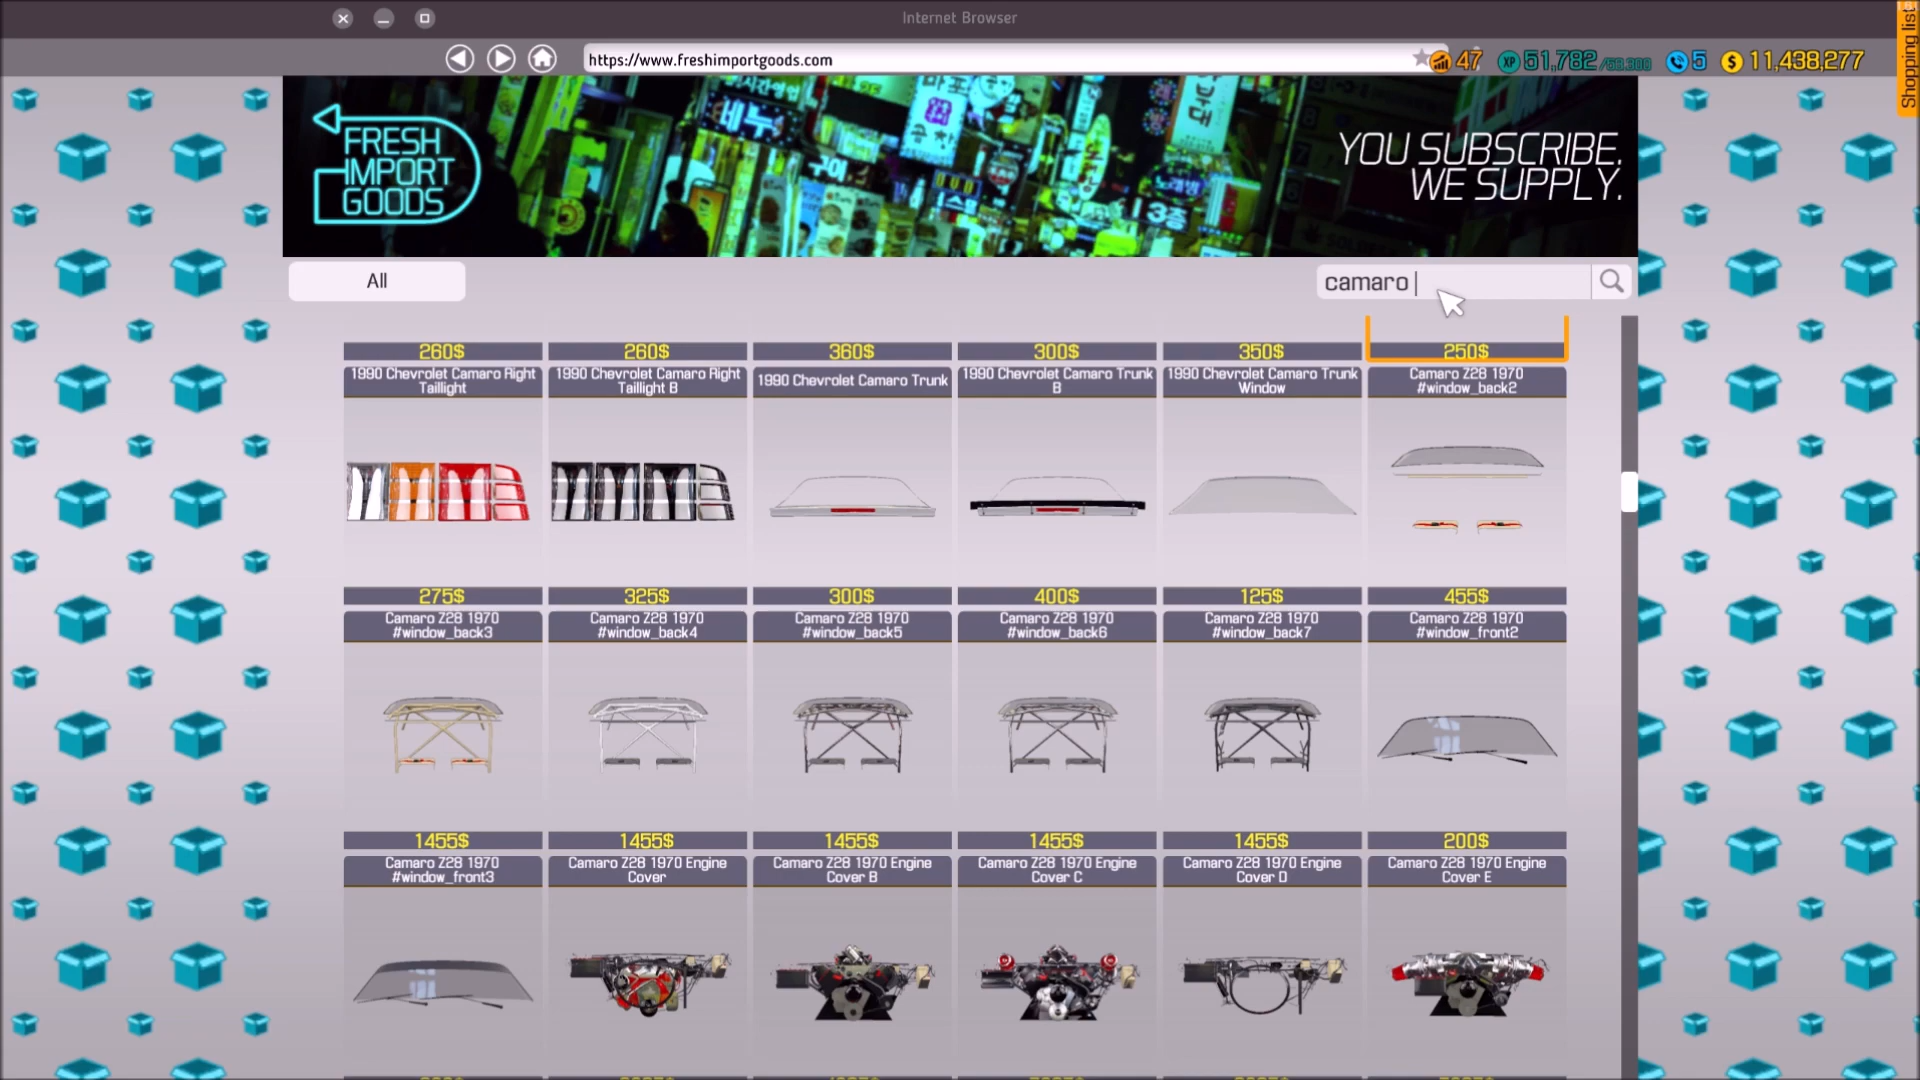 Internet Browser
https://www.freshimportgoods.com
47
XP 51,782/53,300
5
$ 11,438,277
Shopping list
FRESH
IMPORT
GOODS
YOU SUBSCRIBE.
WE SUPPLY.
All
camaro
260$
260$
360$
300$
350$
250$
1990 Chevrolet Camaro Right
Taillight
1990 Chevrolet Camaro Right
Taillight B
1990 Chevrolet Camaro Trunk
1990 Chevrolet Camaro Trunk
B
1990 Chevrolet Camaro Trunk
Window
Camaro Z28 1970
#window_back2
275$
325$
300$
400$
125$
455$
Camaro Z28 1970
#window_back3
Camaro Z28 1970
#window_back4
Camaro Z28 1970
#window_back5
Camaro Z28 1970
#window_back6
Camaro Z28 1970
#window_back7
Camaro Z28 1970
#window_front2
1455$
1455$
1455$
1455$
1455$
200$
Camaro Z28 1970
#window_front3
Camaro Z28 1970 Engine
Cover
Camaro Z28 1970 Engine
Cover B
Camaro Z28 1970 Engine
Cover C
Camaro Z28 1970 Engine
Cover D
Camaro Z28 1970 Engine
Cover E